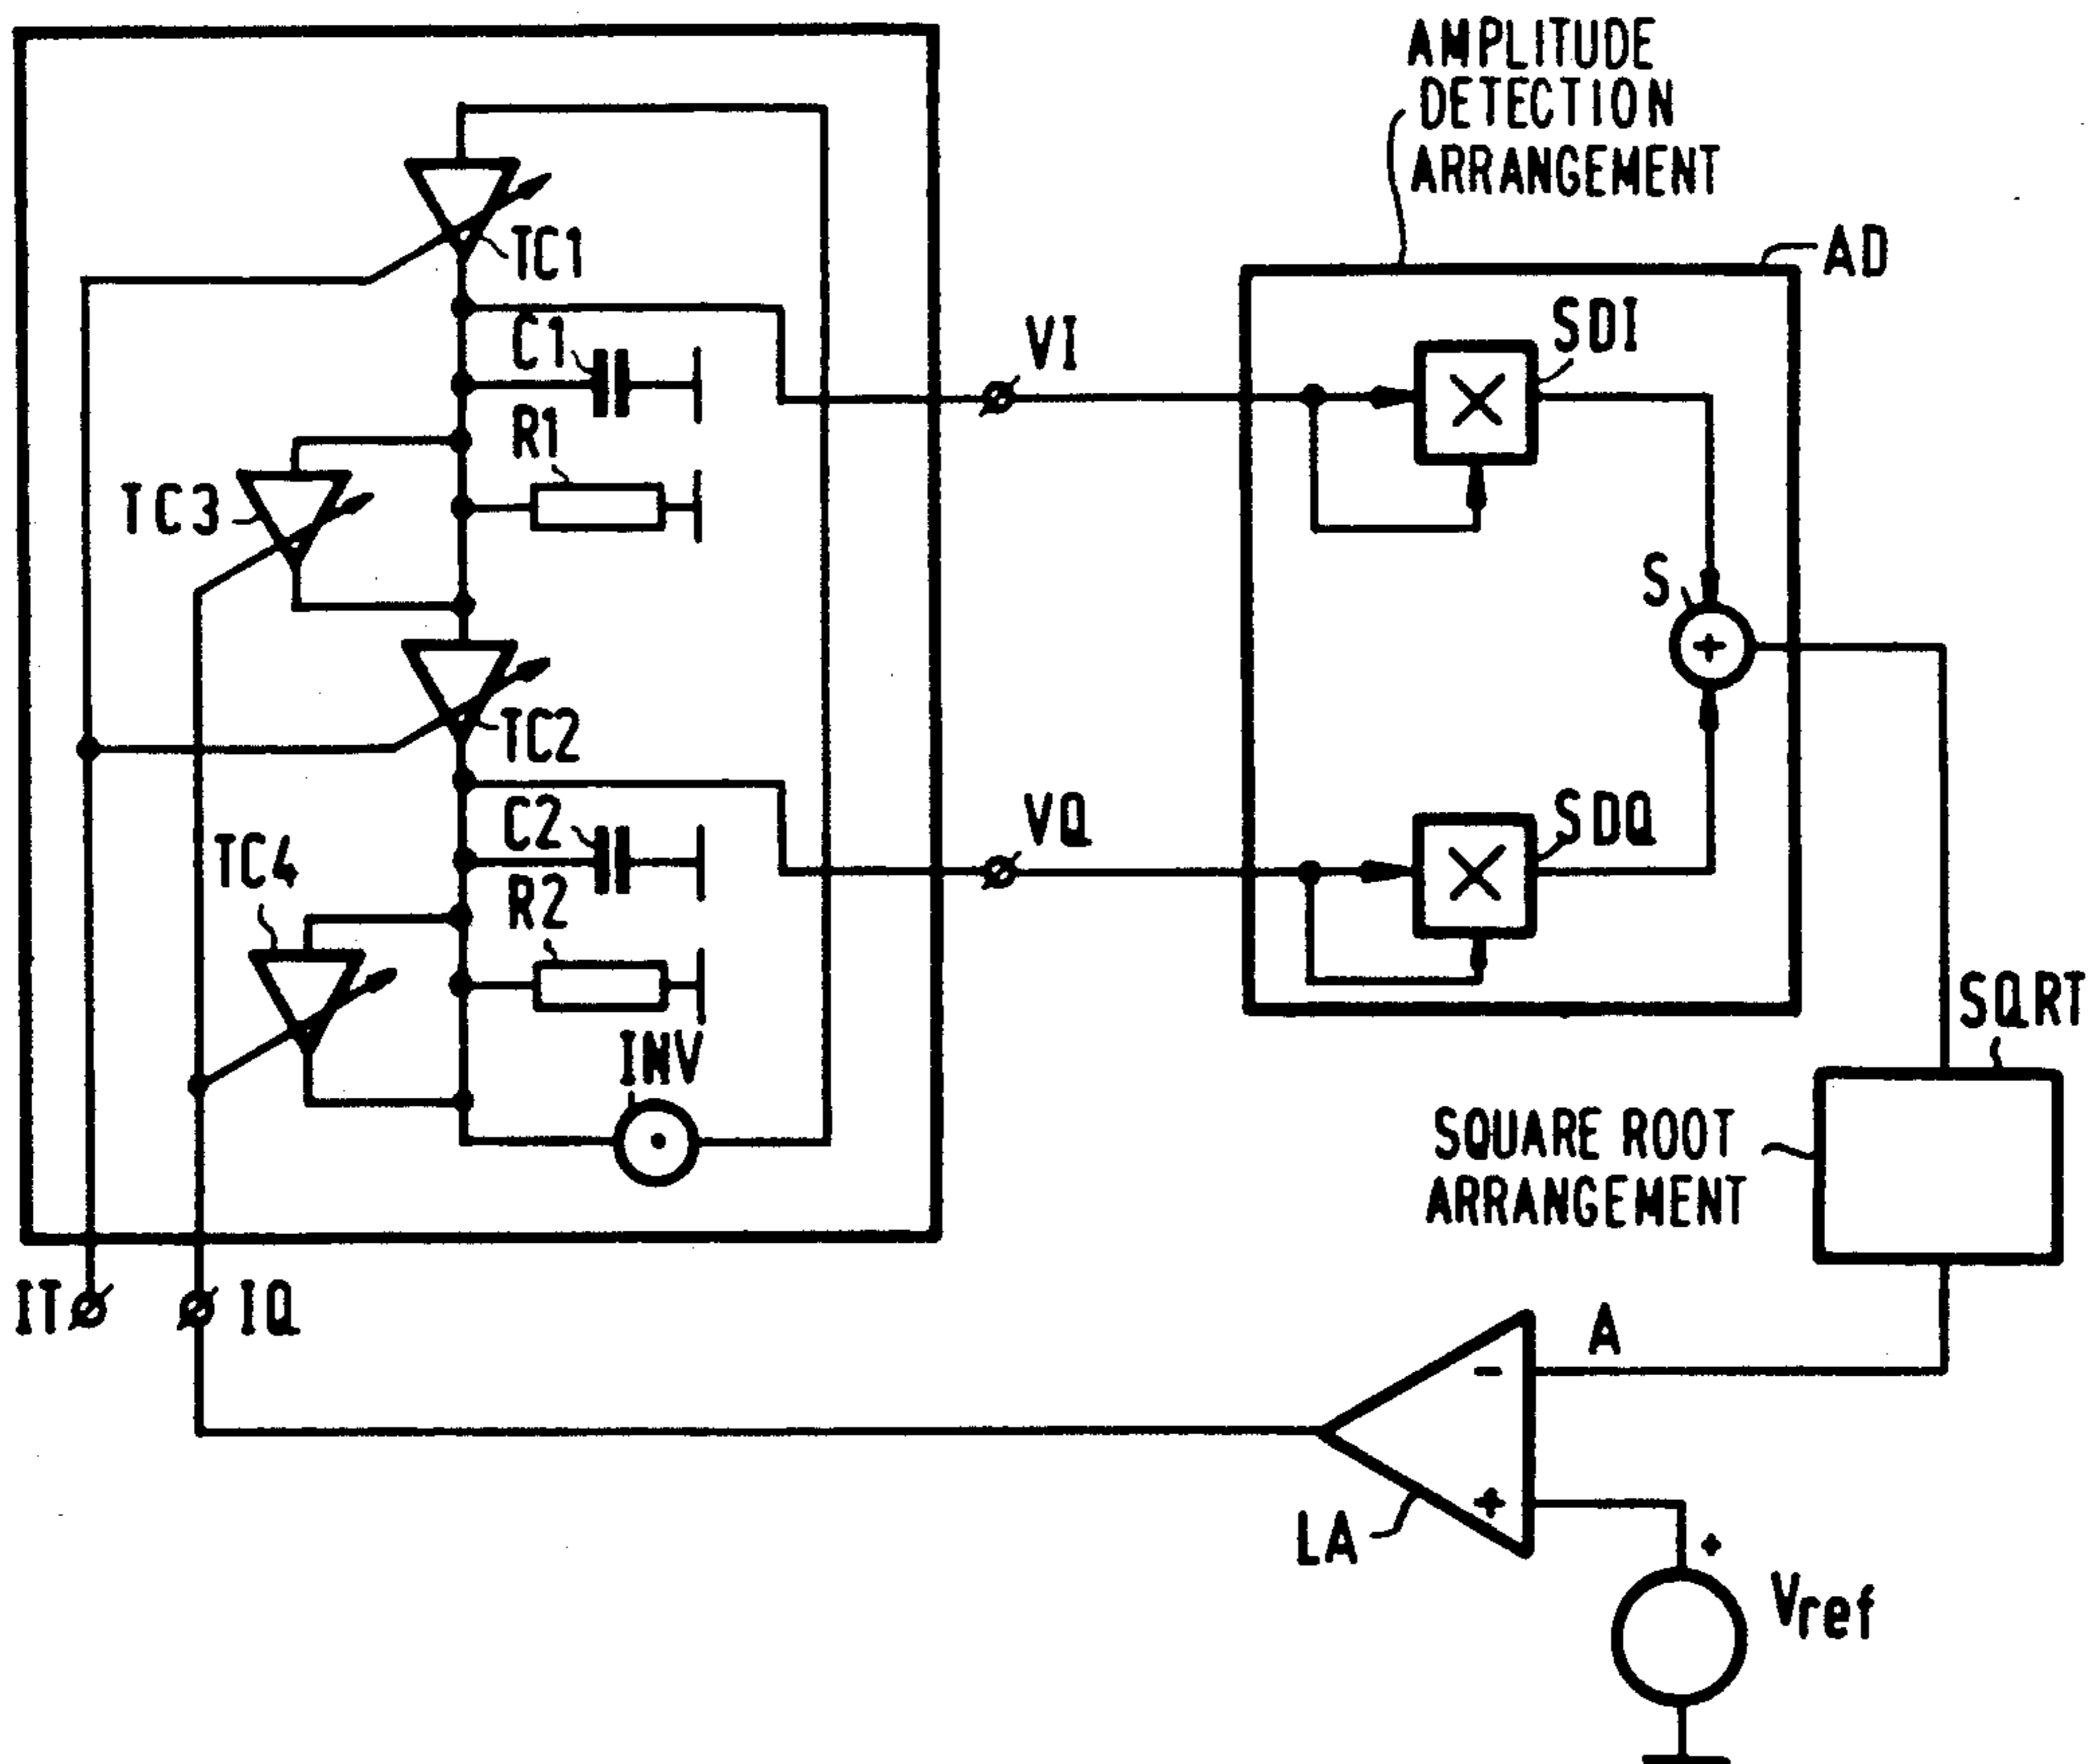 AMPLITUDE
DETECTION
ARRANGEMENT
AD
TC1
C1
R1
VI
SDI
TC3
S
+
TC2
C2
R2
VQ
SDQ
TC4
INV
SQRT
SQUARE ROOT
ARRANGEMENT
IT
IQ
A
-
+
LA
+
Vref